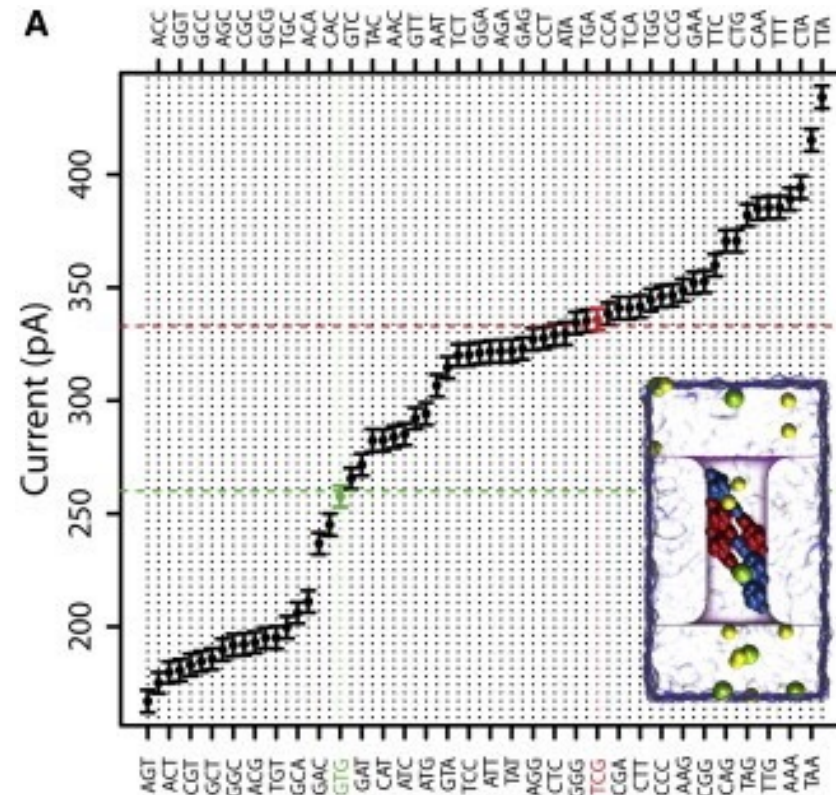 A
ACC
GGT
GCC
AGC
CGC
GCG
TGC
ACA
CAC
GTC
TAC
AAC
GTT
AAT
TCT
GGA
AGA
GAG
CCT
ATA
TGA
CCA
TCA
TGG
CCG
GAA
TTC
CTG
CAA
TTT
CTA
TTA
Current (pA)
400
350
300
250
200
AGT
ACT
CGT
GCT
GGC
ACG
TGT
GCA
GAC
GTG
GAT
CAT
ATC
ATG
GTA
TCC
ATT
TAT
AGG
CTC
GGG
TCG
CGA
CTT
CCC
AAG
CGG
CAG
TAG
TTG
AAA
TAA